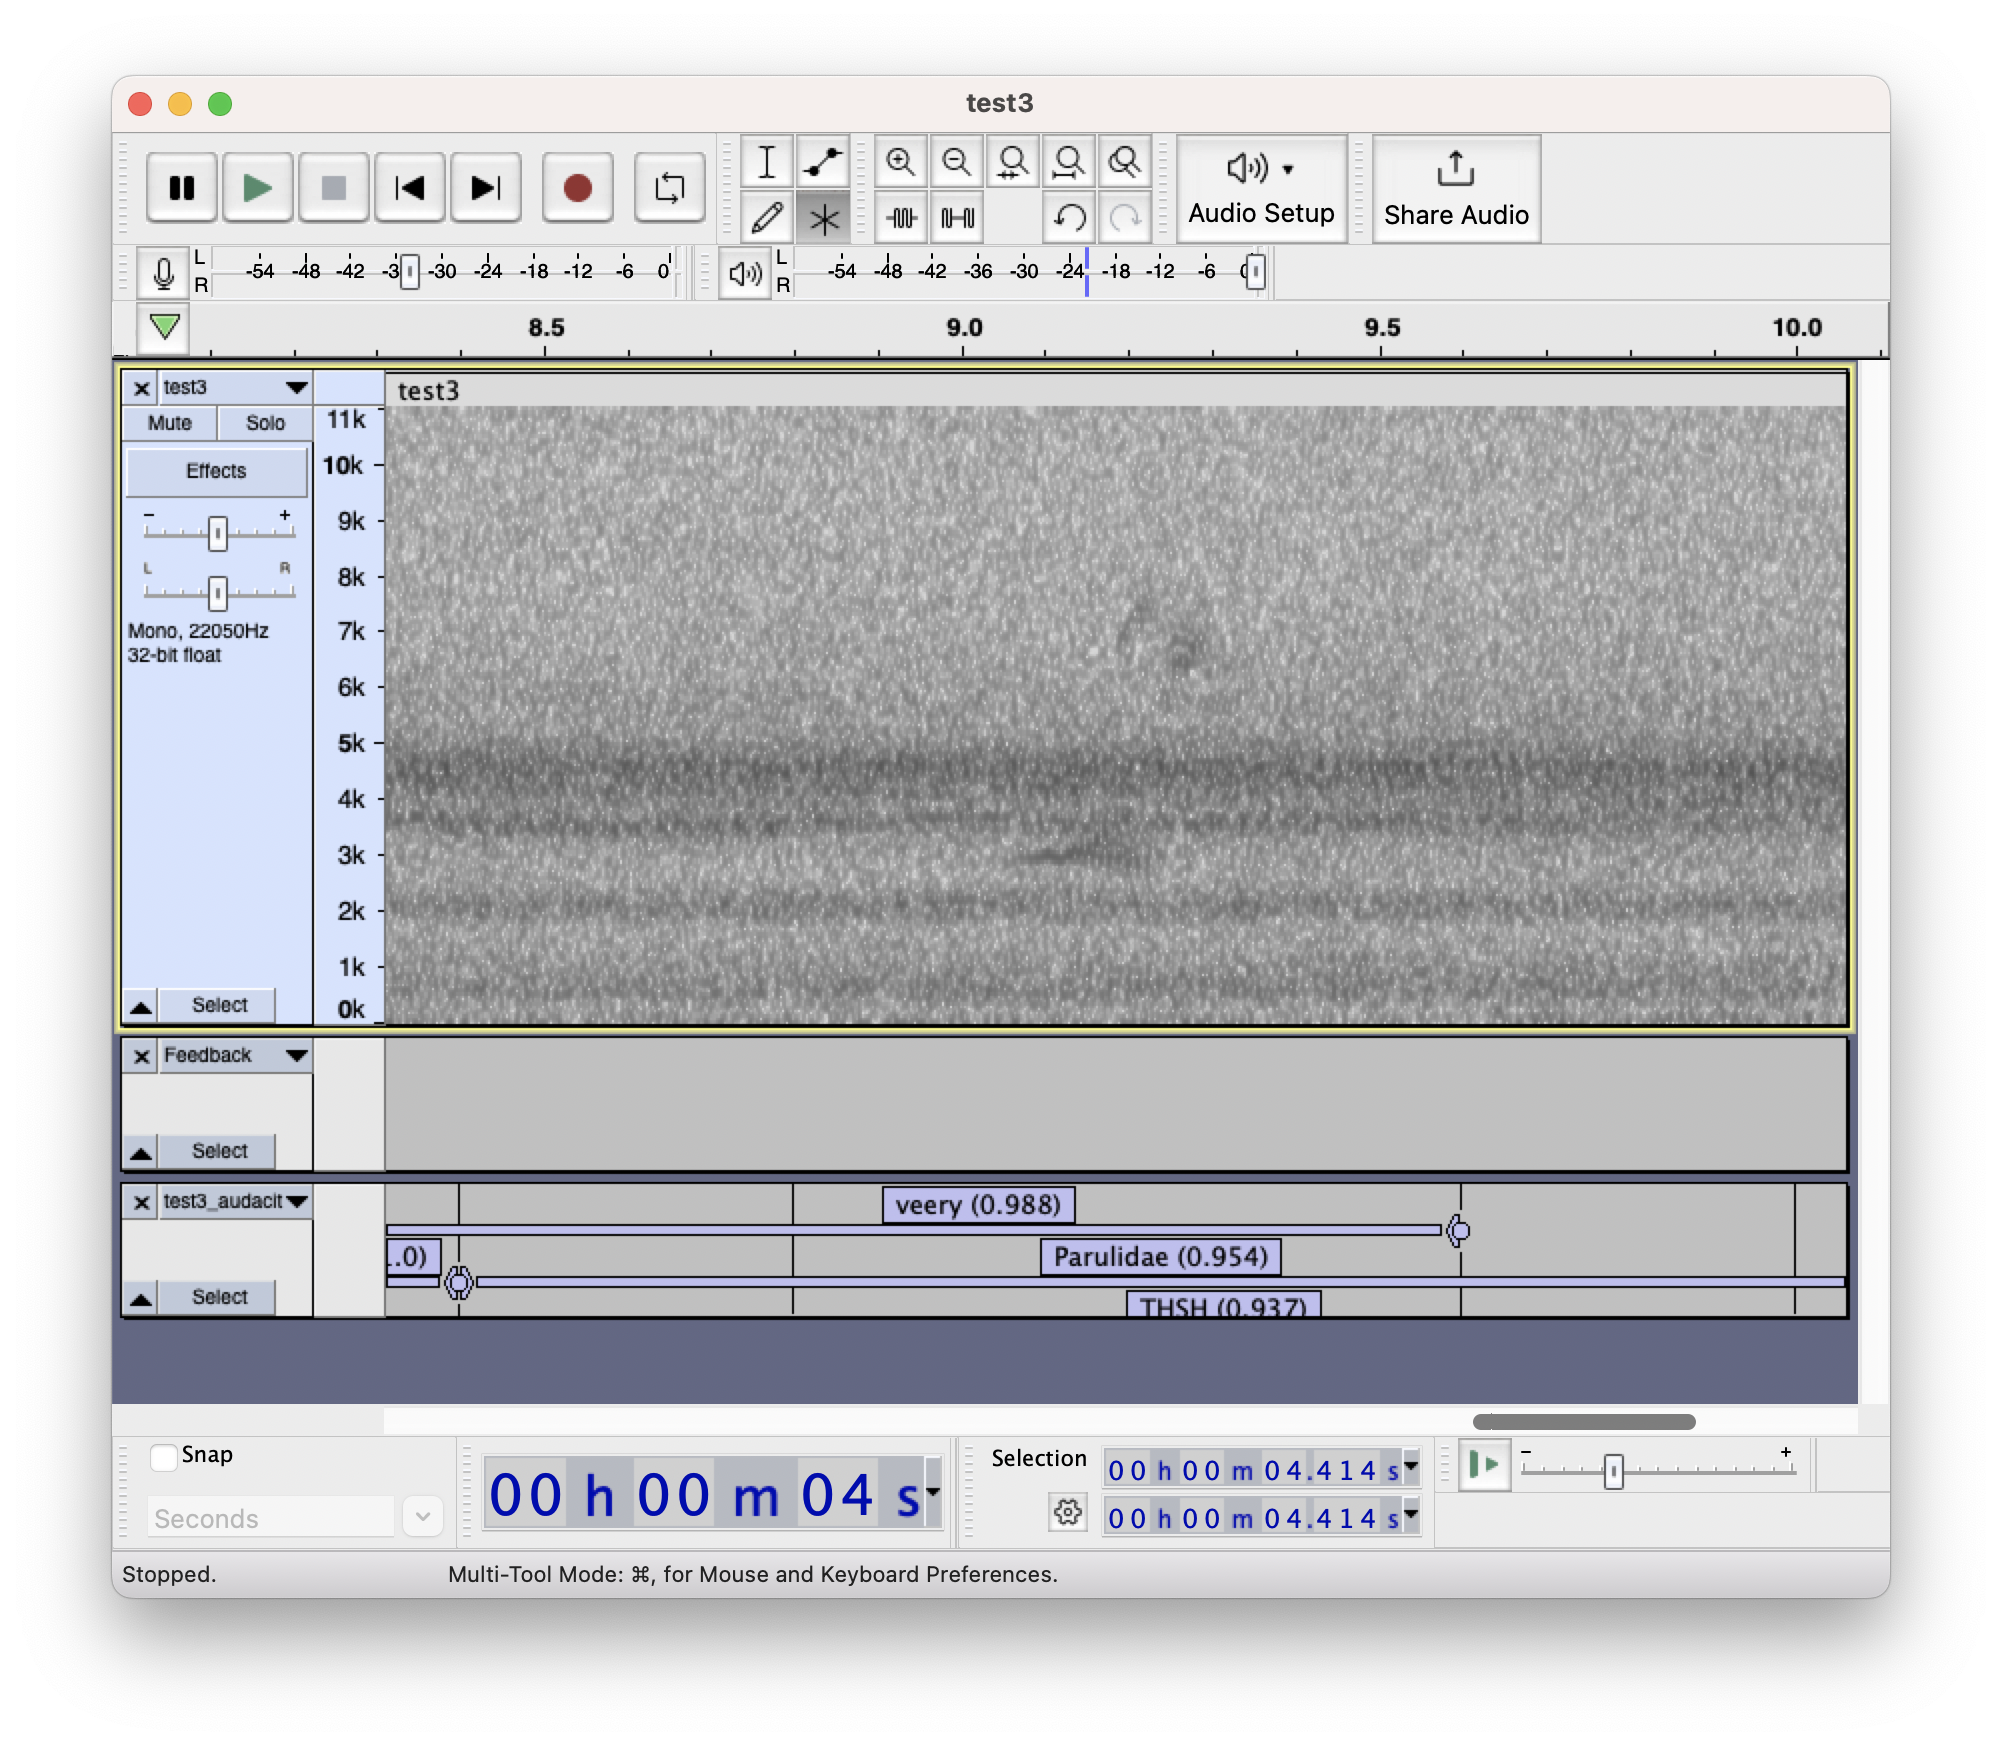 test3
Audio Setup
Share Audio
L
R
-54 -48 -42 -3 -30 -24 -18 -12 -6 0
L
R
-54 -48 -42 -36 -30 -24 -18 -12 -6
8.5 9.0 9.5 10.0
test3
test3
Mute Solo
Effects
- +
L R
Mono, 22050Hz
32-bit float
Select
11k
10k
9k
8k
7k
6k
5k
4k
3k
2k
1k
0k
Feedback
Select
test3_audacit
Select
veery (0.988)
.0)
Parulidae (0.954)
THSH (0.937)
Snap
Seconds
00 h 00 m 04 s
Selection
00 h 00 m 04.414 s
00 h 00 m 04.414 s
- +
Stopped.
Multi-Tool Mode: ⌘, for Mouse and Keyboard Preferences.